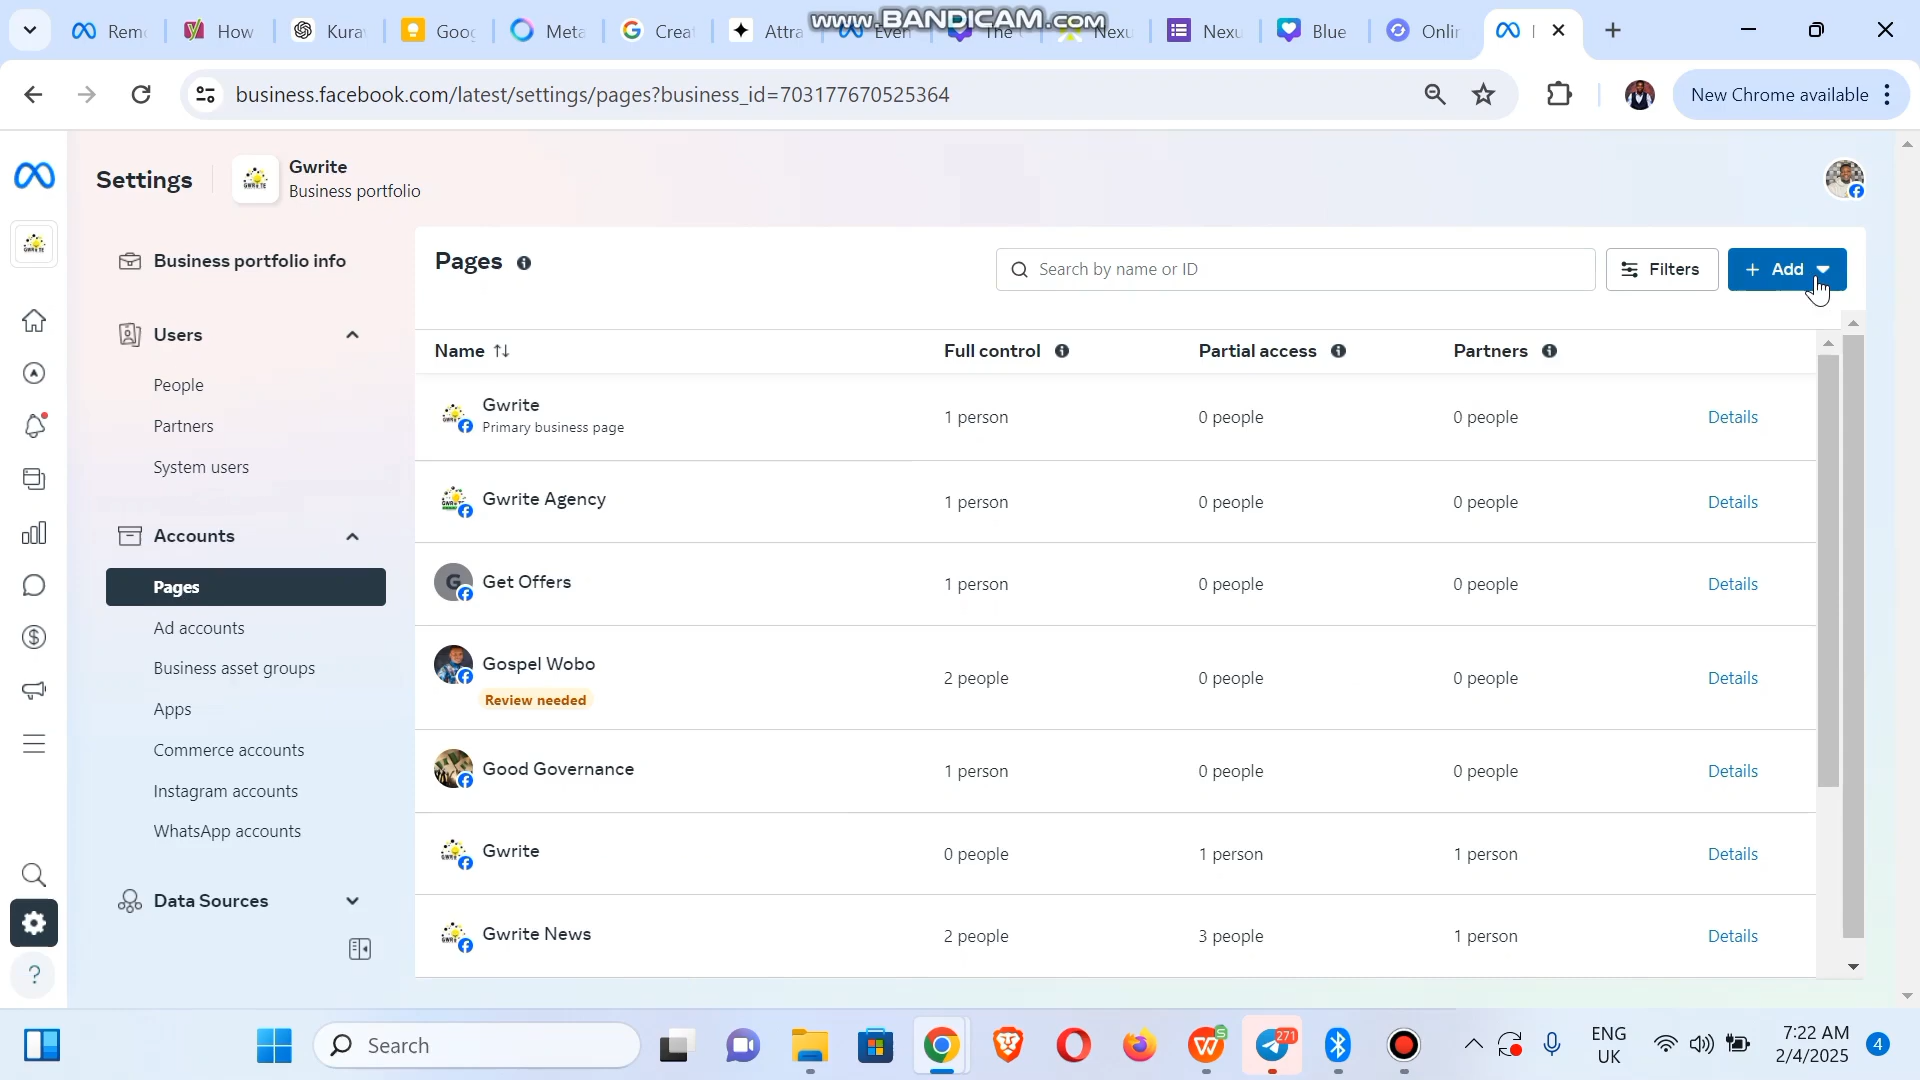 www.BANDICAM.com
Rem
How
Kura
Goog
Meta
Crea
Attra
Even
The
Nexu
Nexu
Blue
Onlin
business.facebook.com/latest/settings/pages?business_id=703177670525364
New Chrome available
Settings
Gwrite
Business portfolio
Business portfolio info
Users
People
Partners
System users
Accounts
Pages
Ad accounts
Business asset groups
Apps
Commerce accounts
Instagram accounts
WhatsApp accounts
Data Sources
Pages
Search by name or ID
Filters
+ Add
Name
Full control
Partial access
Partners
Gwrite
Primary business page
1 person
0 people
0 people
Details
Gwrite Agency
1 person
0 people
0 people
Details
G
Get Offers
1 person
0 people
0 people
Details
Gospel Wobo
Review needed
2 people
0 people
0 people
Details
Good Governance
1 person
0 people
0 people
Details
Gwrite
0 people
1 person
1 person
Details
Gwrite News
2 people
3 people
1 person
Details
Search
271
ENG
UK
7:22 AM
2/4/2025
4